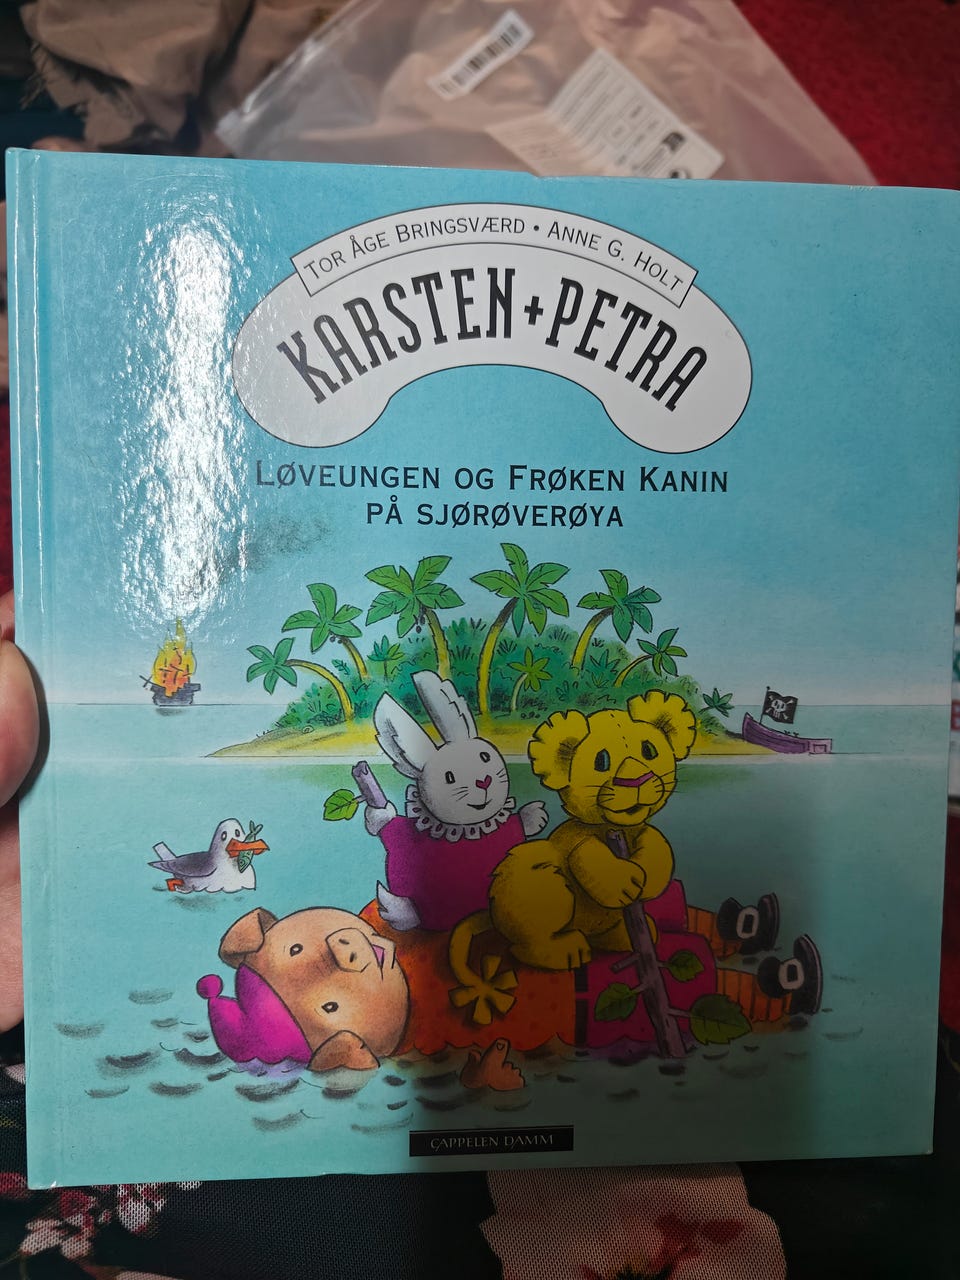 TOR ÅGE BRINGSVÆRD • ANNE G. HOLT
KARSTEN + PETRA
LØVEUNGEN OG FRØKEN KANIN
PÅ SJØRØVERØYA
CAPPELEN DAMM